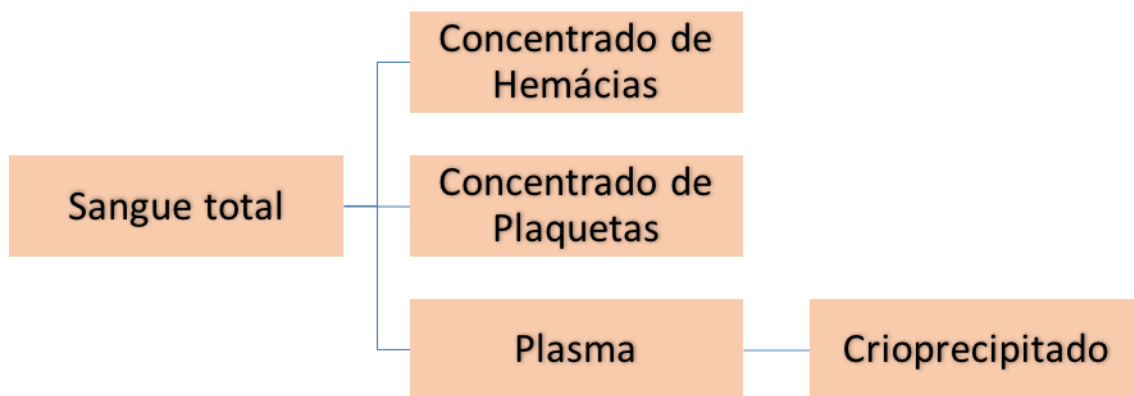 Concentrado de
Hemácias
Sangue total
Concentrado de
Plaquetas
Plasma
Crioprecipitado